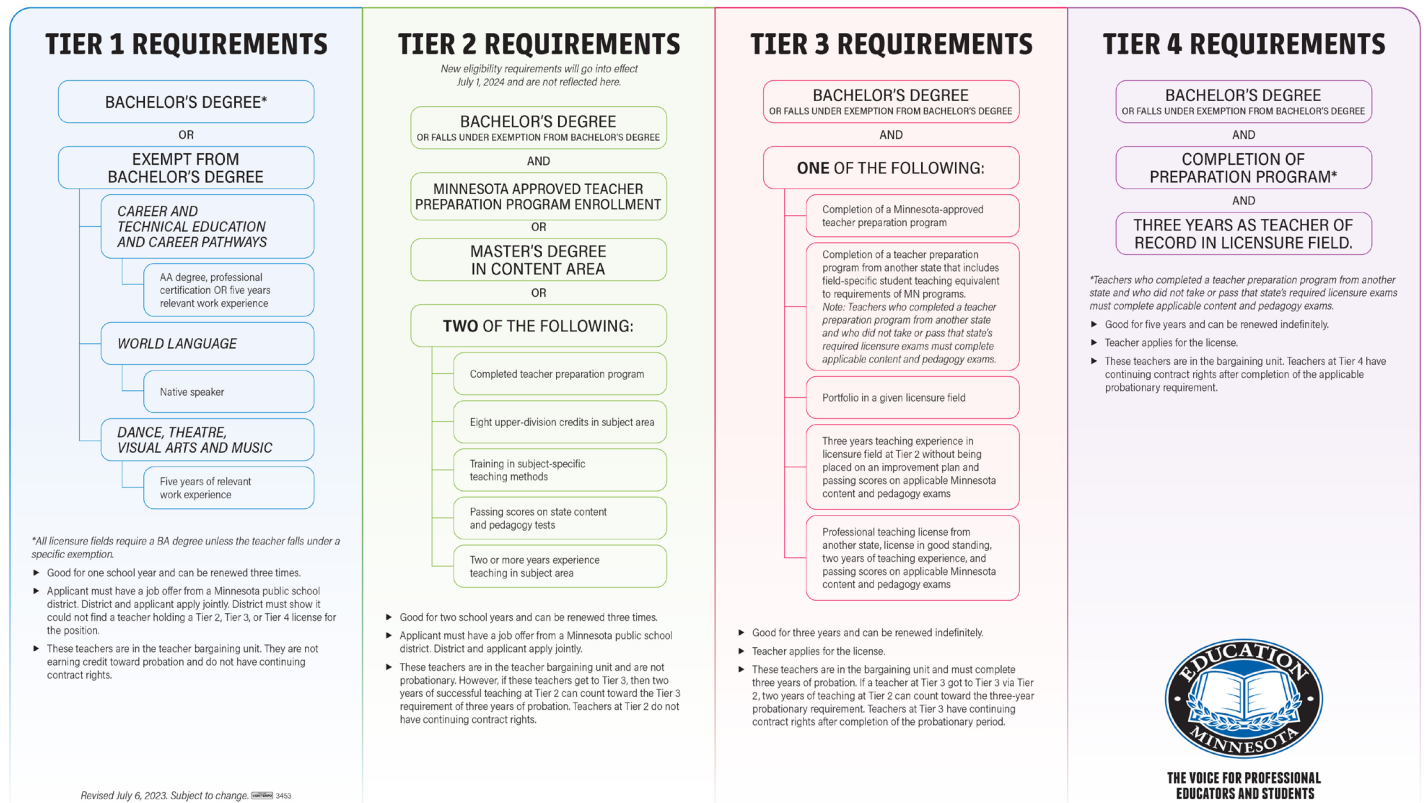 TIER 1 REQUIREMENTS
BACHELOR'S DEGREE*
OR
EXEMPT FROM
BACHELOR'S DEGREE
CAREER AND
TECHNICAL EDUCATION
AND CAREER PATHWAYS
AA degree, professional
certification OR five years
relevant work experience
WORLD LANGUAGE
Native speaker
DANCE, THEATRE,
VISUAL ARTS AND MUSIC
Five years of relevant
work experience
*All licensure fields require a BA degree unless the teacher falls under a
specific exemption.
► Good for one school year and can be renewed three times.
► Applicant must have a job offer from a Minnesota public school
district. District and applicant apply jointly. District must show it
could not find a teacher holding a Tier 2, Tier 3, or Tier 4 license for
the position.
► These teachers are in the teacher bargaining unit. They are not
earning credit toward probation and do not have continuing
contract rights.
Revised July 6, 2023. Subject to change. 3453
TIER 2 REQUIREMENTS
New eligibility requirements will go into effect
July 1, 2024 and are not reflected here.
BACHELOR'S DEGREE
OR FALLS UNDER EXEMPTION FROM BACHELOR'S DEGREE
AND
MINNESOTA APPROVED TEACHER
PREPARATION PROGRAM ENROLLMENT
OR
MASTER'S DEGREE
IN CONTENT AREA
OR
TWO OF THE FOLLOWING:
Completed teacher preparation program
Eight upper-division credits in subject area
Training in subject-specific
teaching methods
Passing scores on state content
and pedagogy tests
Two or more years experience
teaching in subject area
► Good for two school years and can be renewed three times.
► Applicant must have a job offer from a Minnesota public school
district. District and applicant apply jointly.
► These teachers are in the teacher bargaining unit and are not
probationary. However, if these teachers get to Tier 3, then two
years of successful teaching at Tier 2 can count toward the Tier 3
requirement of three years of probation. Teachers at Tier 2 do not
have continuing contract rights.
TIER 3 REQUIREMENTS
BACHELOR'S DEGREE
OR FALLS UNDER EXEMPTION FROM BACHELOR'S DEGREE
AND
ONE OF THE FOLLOWING:
Completion of a Minnesota-approved
teacher preparation program
Completion of a teacher preparation
program from another state that includes
field-specific student teaching equivalent
to requirements of MN programs.
Note: Teachers who completed a teacher
preparation program from another state
and who did not take or pass that state's
required licensure exams must complete
applicable content and pedagogy exams.
Portfolio in a given licensure field
Three years teaching experience in
licensure field at Tier 2 without being
placed on an improvement plan and
passing scores on applicable Minnesota
content and pedagogy exams
Professional teaching license from
another state, license in good standing,
two years of teaching experience, and
passing scores on applicable Minnesota
content and pedagogy exams
► Good for three years and can be renewed indefinitely.
► Teacher applies for the license.
► These teachers are in the bargaining unit and must complete
three years of probation. If a teacher at Tier 3 got to Tier 3 via Tier
2, two years of teaching at Tier 2 can count toward the three-year
probationary requirement. Teachers at Tier 3 have continuing
contract rights after completion of the probationary period.
TIER 4 REQUIREMENTS
BACHELOR'S DEGREE
OR FALLS UNDER EXEMPTION FROM BACHELOR'S DEGREE
AND
COMPLETION OF
PREPARATION PROGRAM*
AND
THREE YEARS AS TEACHER OF
RECORD IN LICENSURE FIELD.
*Teachers who completed a teacher preparation program from another
state and who did not take or pass that state's required licensure exams
must complete applicable content and pedagogy exams.
► Good for five years and can be renewed indefinitely.
► Teacher applies for the license.
► These teachers are in the bargaining unit. Teachers at Tier 4 have
continuing contract rights after completion of the applicable
probationary requirement.
EDUCATION
MINNESOTA
THE VOICE FOR PROFESSIONAL
EDUCATORS AND STUDENTS